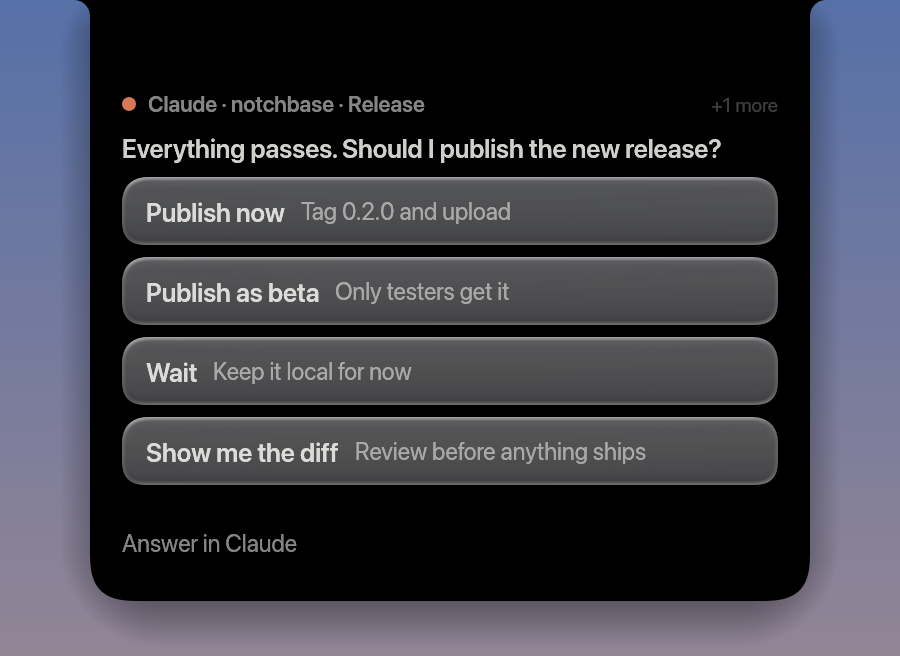 Claude · notchbase · Release
+1 more
Everything passes. Should I publish the new release?
Publish now Tag 0.2.0 and upload
Publish as beta Only testers get it
Wait Keep it local for now
Show me the diff Review before anything ships
Answer in Claude